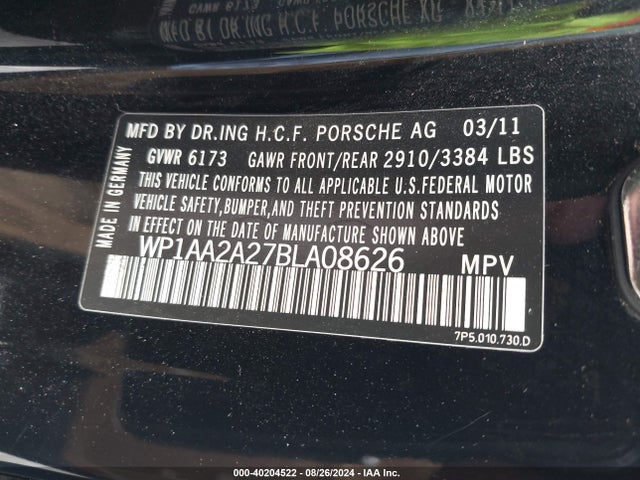 MFD BY DR.ING H.C.F. PORSCHE AG 03/11
GVWR 6173 GAWR FRONT/REAR 2910/3384 LBS
THIS VEHICLE CONFORMS TO ALL APPLICABLE U.S.FEDERAL MOTOR
VEHICLE SAFETY,BUMPER,AND THEFT PREVENTION STANDARDS
IN EFFECT ON THE DATE OF MANUFACTURE SHOWN ABOVE
WP1AA2A27BLA08626 MPV
MADE IN GERMANY
7P5.010.730.D
000-40204522 - 08/26/2024 - IAA Inc.